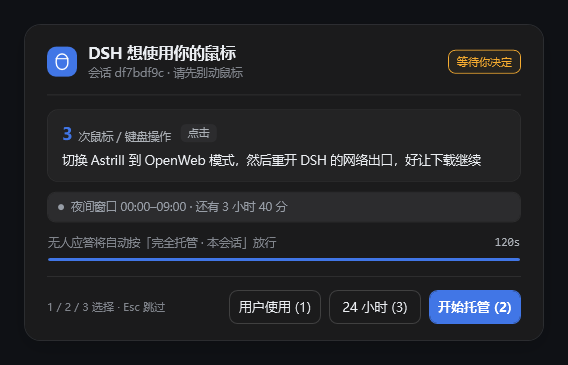 DSH 想使用你的鼠标
会话 df7bdf9c · 请先别动鼠标
等待你决定
3 次鼠标 / 键盘操作 点击
切换 Astrill 到 OpenWeb 模式，然后重开 DSH 的网络出口，好让下载继续
夜间窗口 00:00–09:00 · 还有 3 小时 40 分
无人应答将自动按「完全托管 · 本会话」放行 120s
1 / 2 / 3 选择 · Esc 跳过
用户使用 (1)
24 小时 (3)
开始托管 (2)